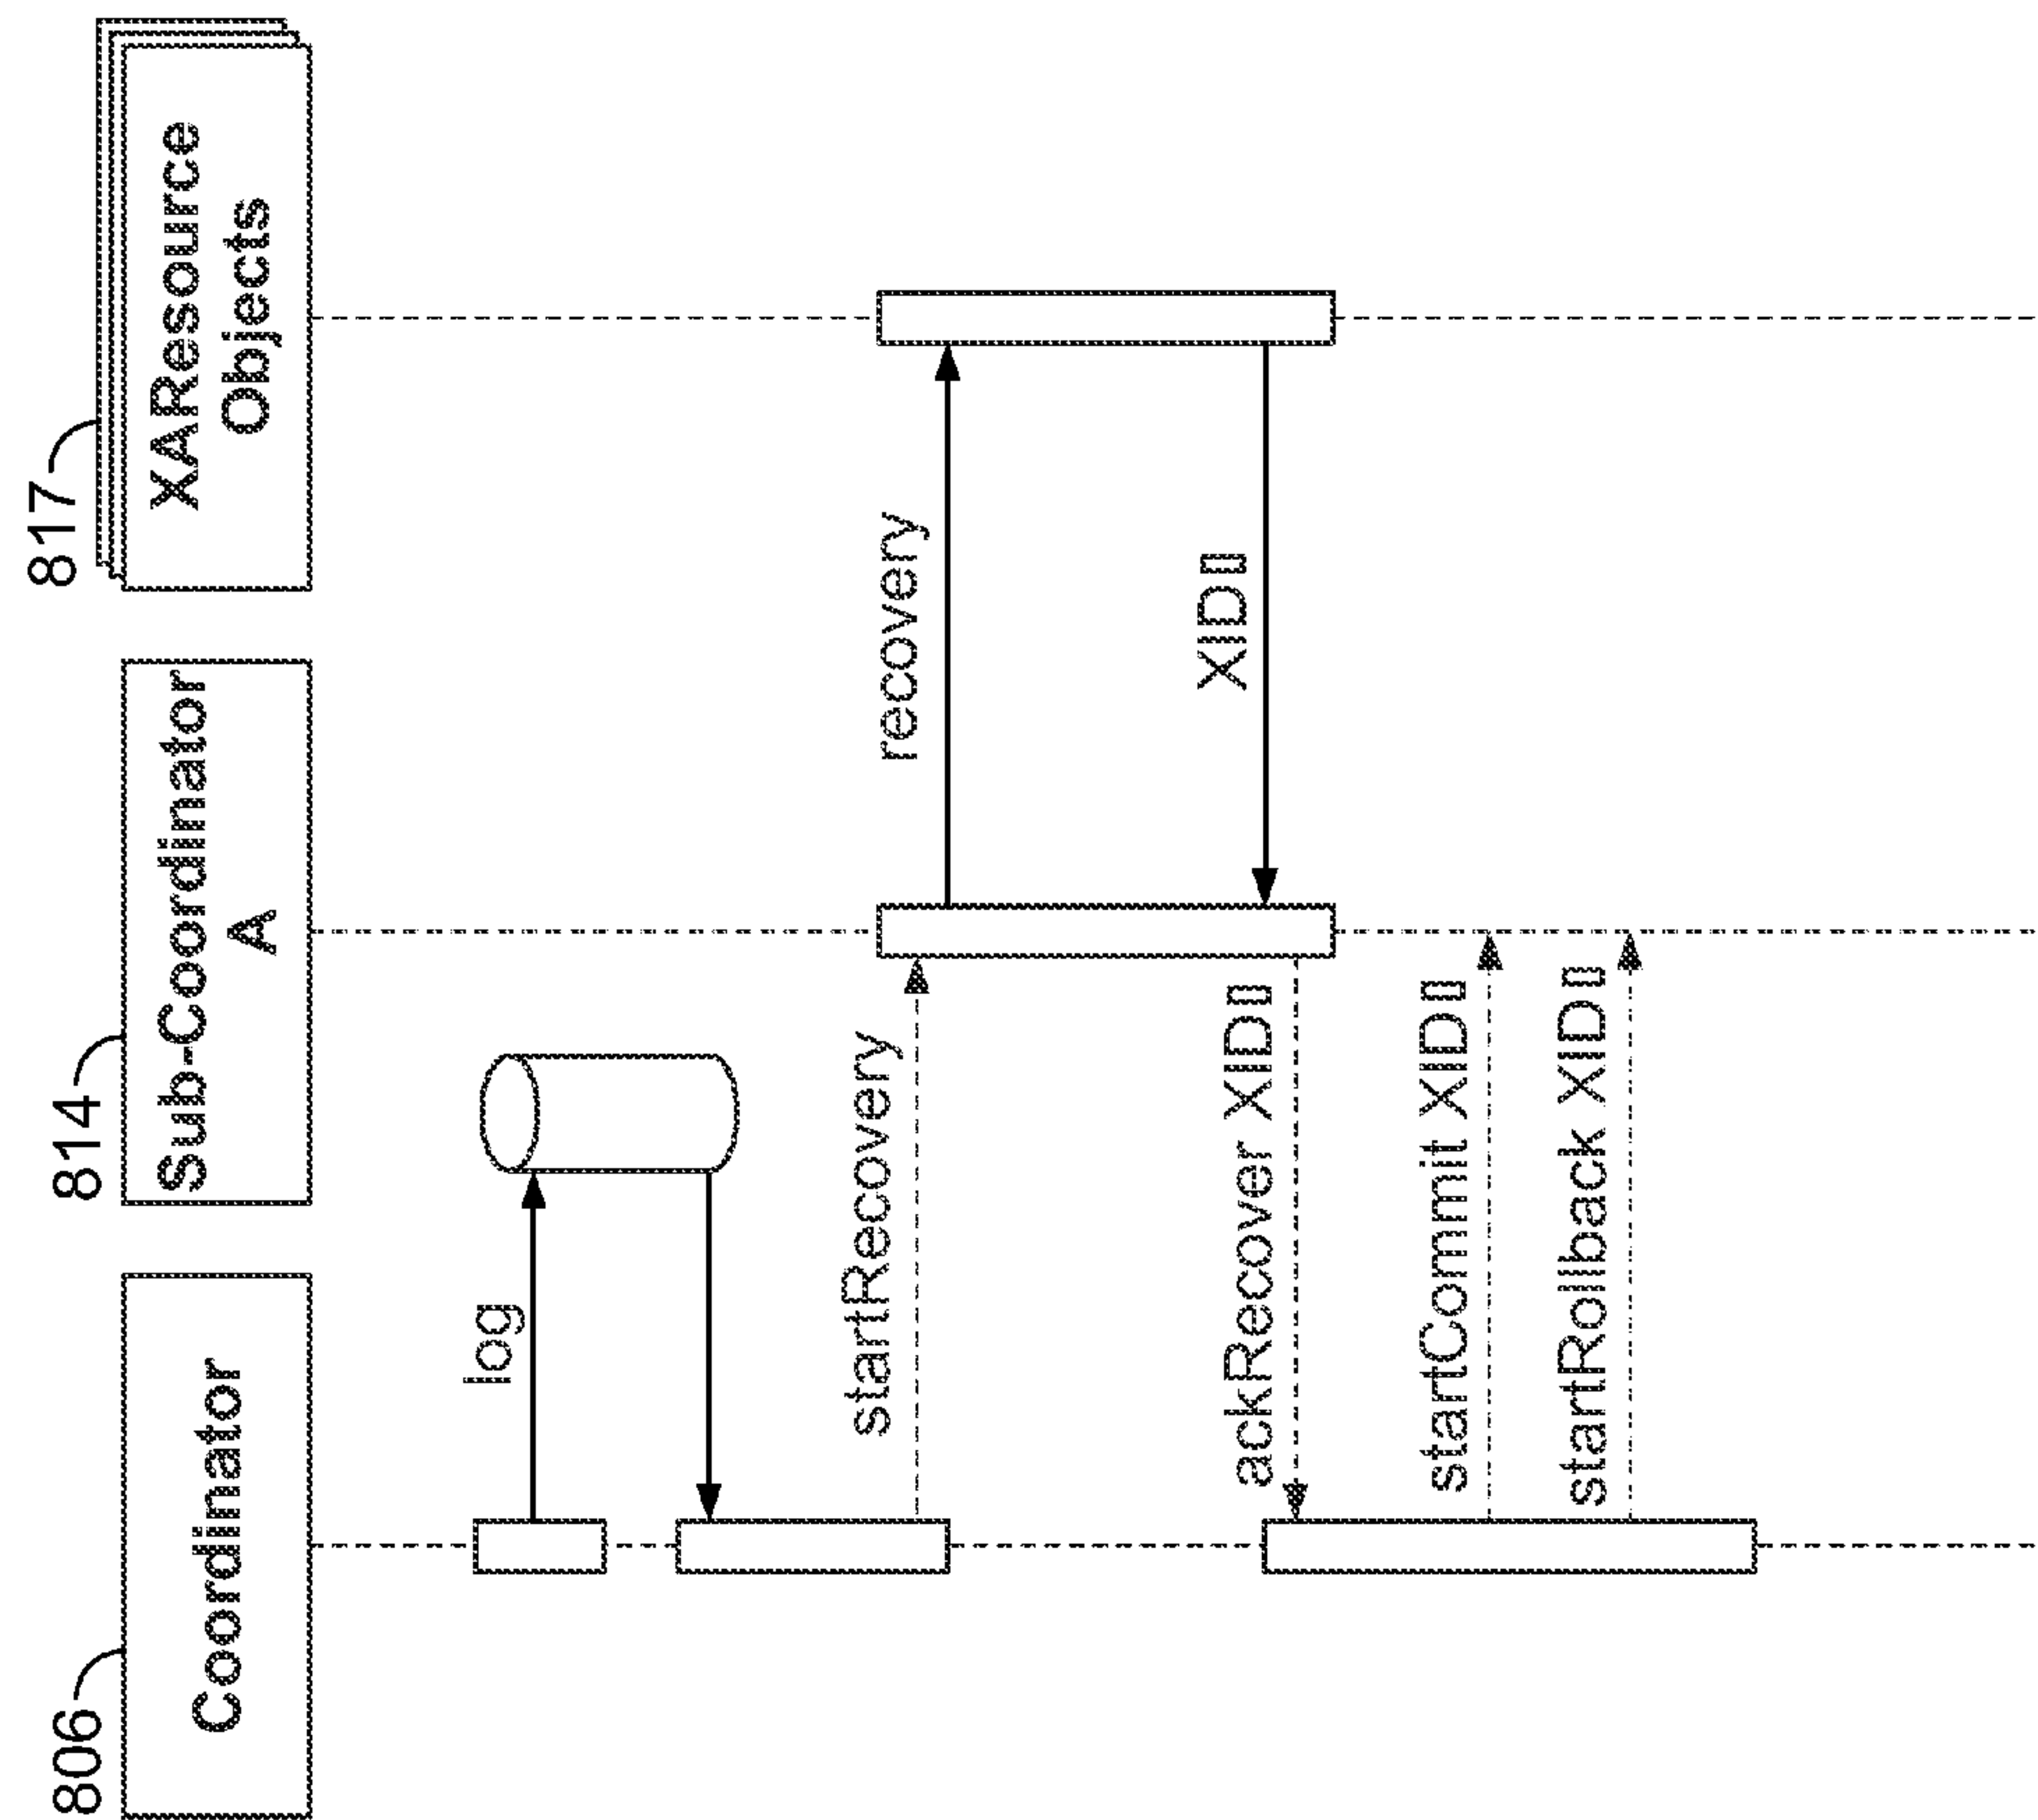 806
Coordinator
814
Sub-Coordinator
A
817
XAResource
Objects
log
startRecovery
recovery
XID[]
ackRecover XID[]
startCommit XID[]
startRollback XID[]